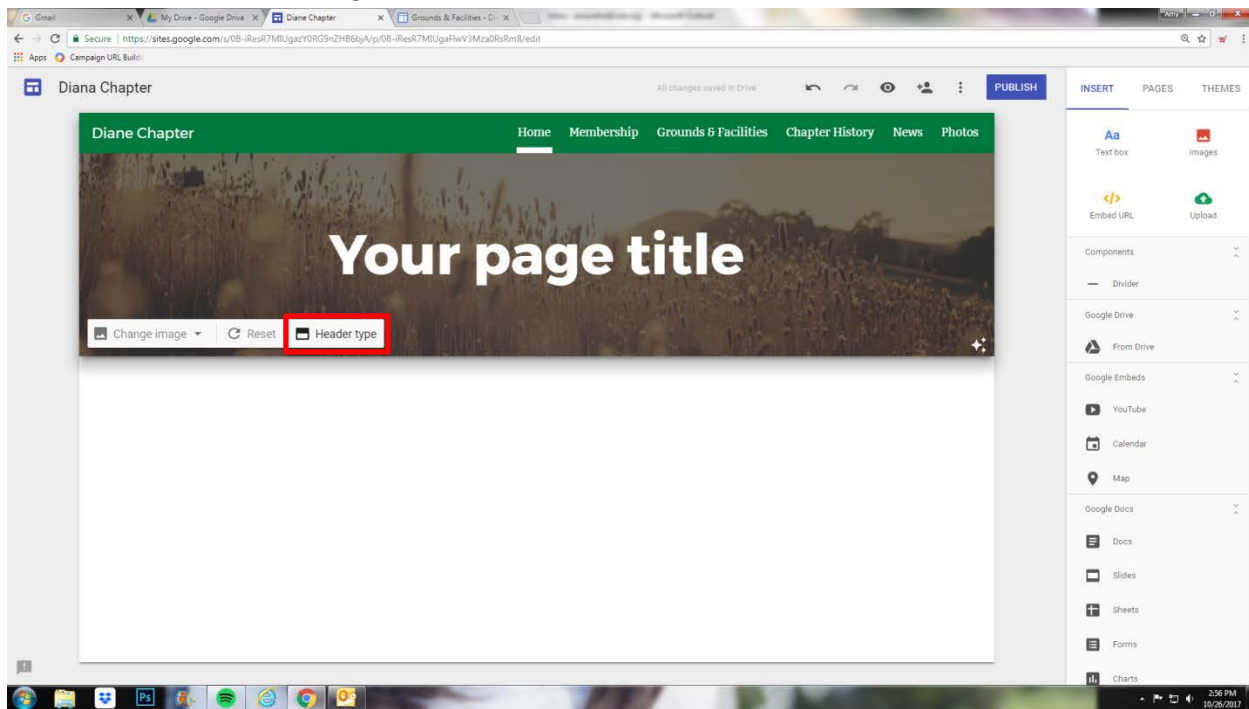 Gmail
My Drive - Google Drive
Diane Chapter
Grounds & Facilities - D
Amy
Secure
Apps
Campaign URL Build
Diana Chapter
All changes saved in Drive
PUBLISH
INSERT
PAGES
THEMES
Diane Chapter
Home Membership Grounds & Facilities Chapter History News Photos
Your page title
Change image
Reset
Header type
Aa
Text box
Images
</>
Embed URL
Upload
Components
Divider
Google Drive
From Drive
Google Embeds
YouTube
Calendar
Map
Google Docs
Docs
Slides
Sheets
Forms
Charts
Ps
2:56 PM
10/26/2017